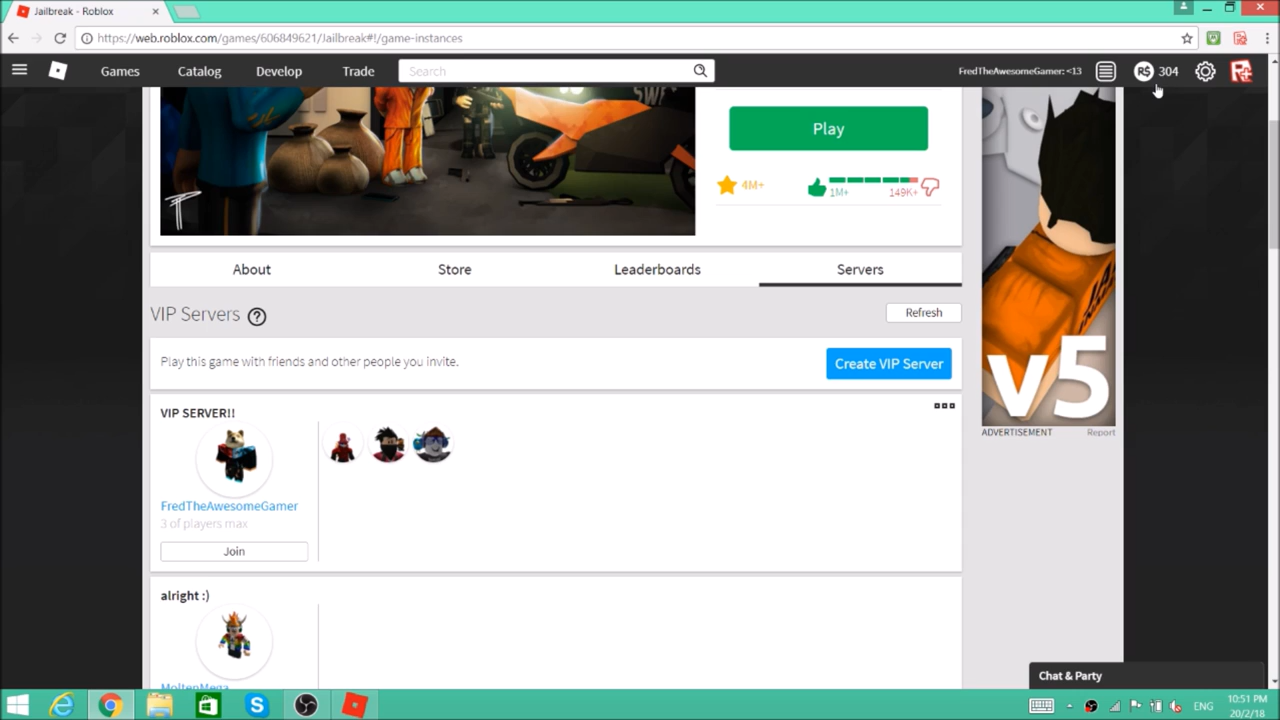 Jailbreak - Roblox
https://web.roblox.com/games/606849621/Jailbreak#!/game-instances
Games Catalog Develop Trade Search FredTheAwesomeGamer: <13 R$ 304
SWF
Play
4M+ 1M+ 149K+
About Store Leaderboards Servers
VIP Servers ? Refresh
Play this game with friends and other people you invite. Create VIP Server
v5
ADVERTISEMENT Report
VIP SERVER!!
FredTheAwesomeGamer
3 of players max
Join
alright :)
MoltenMega
Chat & Party
ENG 10:51 PM
20/2/18